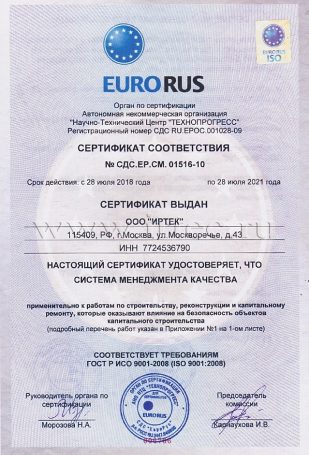 EURORUS
EURORUS
ISO
Орган по сертификации
Автономная некоммерческая организация
"Научно-Технический Центр "ТЕХНОПРОГРЕСС"
Регистрационный номер СДС RU.ЕРОС.001028-09
СЕРТИФИКАТ СООТВЕТСТВИЯ
№ СДС.ЕР.СМ. 01516-10
Срок действия: с 28 июля 2018 года по 28 июля 2021 года
СЕРТИФИКАТ ВЫДАН
ООО "ИРТЕК"
115409, РФ, г.Москва, ул.Москворечье, д.43
ИНН 7724536790
НАСТОЯЩИЙ СЕРТИФИКАТ УДОСТОВЕРЯЕТ, ЧТО
СИСТЕМА МЕНЕДЖМЕНТА КАЧЕСТВА
применительно к работам по строительству, реконструкции и капитальному
ремонту, которые оказывают влияние на безопасность объектов
капитального строительства
(подробный перечень работ указан в Приложении №1 на 1-ом листе)
СООТВЕТСТВУЕТ ТРЕБОВАНИЯМ
ГОСТ Р ИСО 9001-2008 (ISO 9001:2008)
Руководитель органа по
сертификации
Морозова Н.А.
Председатель
комиссии
Карнаухова И.В.